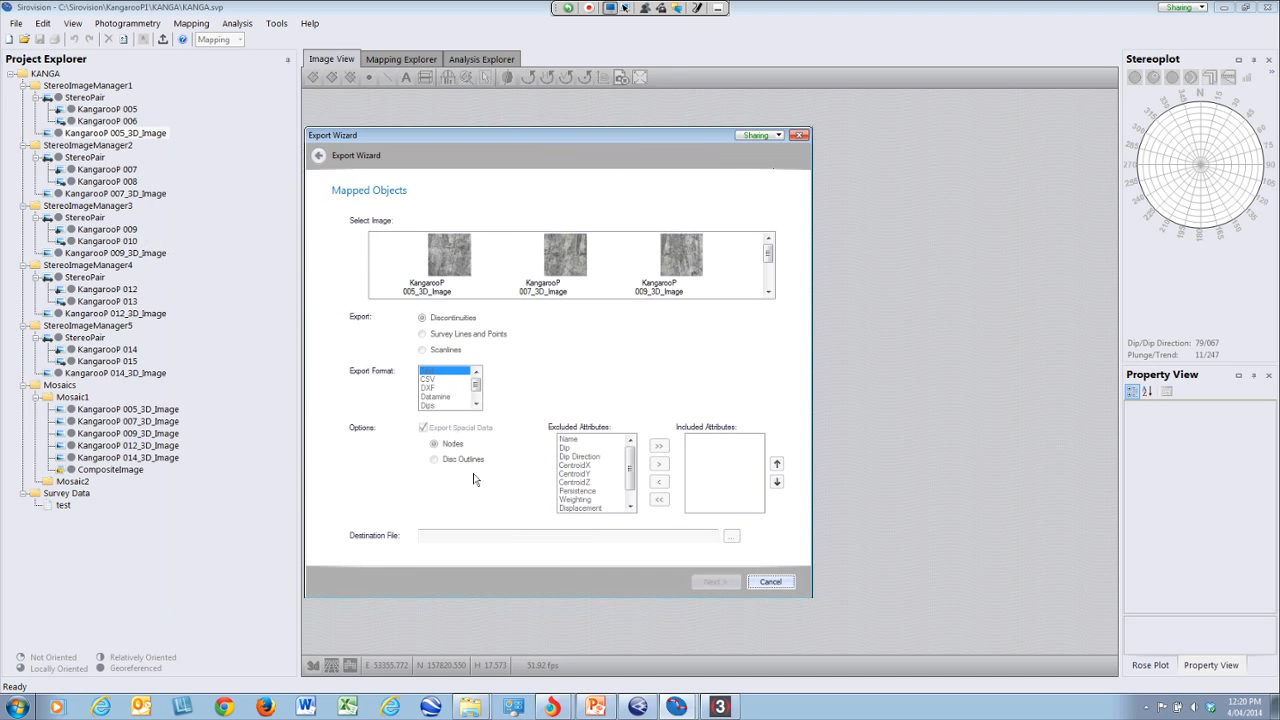 Sirovision - C:\Sirovision\KangarooP1\KANGA\KANGA.svp
Sharing
File Edit View Photogrammetry Mapping Analysis Tools Help
Mapping
Project Explorer
KANGA
StereoImageManager1
StereoPair
KangarooP 005
KangarooP 006
KangarooP 005_3D_Image
StereoImageManager2
StereoPair
KangarooP 007
KangarooP 008
KangarooP 007_3D_Image
StereoImageManager3
StereoPair
KangarooP 009
KangarooP 010
KangarooP 009_3D_Image
StereoImageManager4
StereoPair
KangarooP 012
KangarooP 013
KangarooP 012_3D_Image
StereoImageManager5
StereoPair
KangarooP 014
KangarooP 015
KangarooP 014_3D_Image
Mosaics
Mosaic1
KangarooP 005_3D_Image
KangarooP 007_3D_Image
KangarooP 009_3D_Image
KangarooP 012_3D_Image
KangarooP 014_3D_Image
CompositeImage
Mosaic2
Survey Data
test
Not Oriented
Relatively Oriented
Locally Oriented
Georeferenced
Ready
Image View
Mapping Explorer
Analysis Explorer
Export Wizard
Sharing
Export Wizard
Mapped Objects
Select Image:
KangarooP
005_3D_Image
KangarooP
007_3D_Image
KangarooP
009_3D_Image
Export:
Discontinuities
Survey Lines and Points
Scanlines
Export Format:
CSV
DXF
Datamine
Dips
Options:
Export Special Data
Nodes
Disc Outlines
Excluded Attributes:
Name
Dip
Dip Direction
CentroidX
CentroidY
CentroidZ
Persistence
Weighting
Displacement
>>
>
<
<<
Included Attributes:
Destination File:
...
Next >
Cancel
E 53355.772
N 157820.550
H 17.573
51.92 fps
Stereoplot
N
Dip/Dip Direction: 79/067
Plunge/Trend: 11/247
Property View
Rose Plot
Property View
12:20 PM
4/04/2014